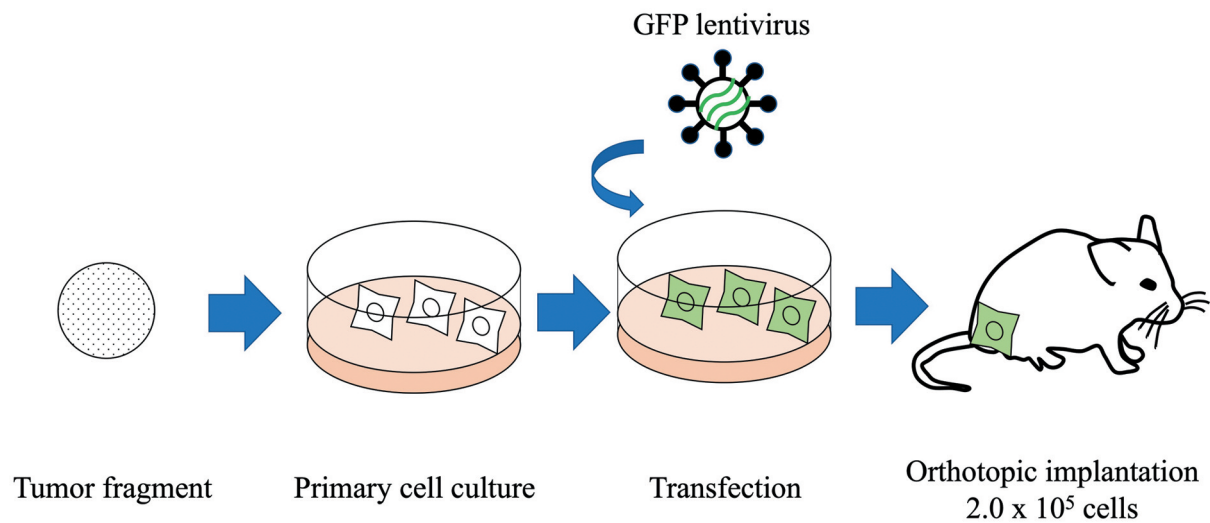 GFP lentivirus
Tumor fragment
Primary cell culture
Transfection
Orthotopic implantation
2.0 x 10⁵ cells